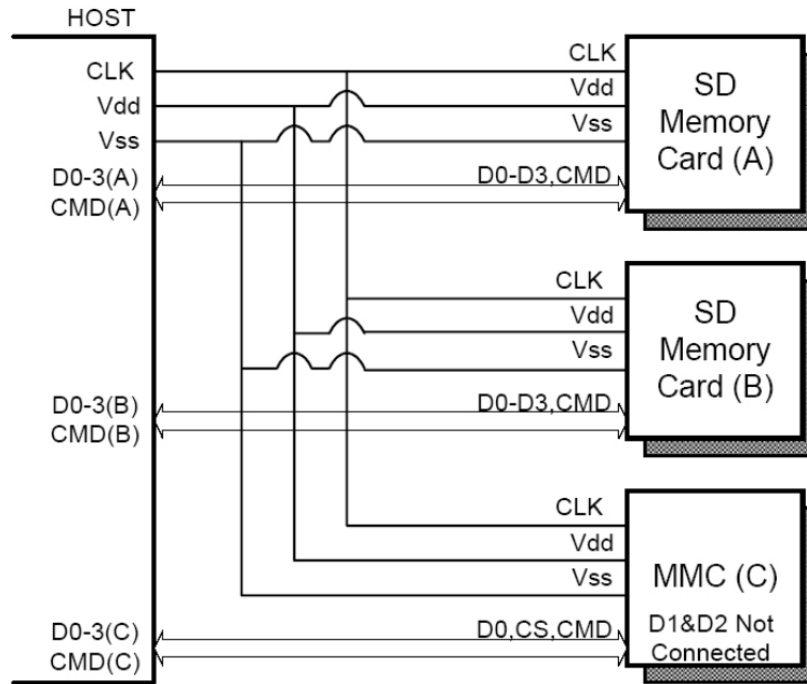 HOST
CLK
Vdd
Vss
D0-3(A)
CMD(A)
CLK
Vdd
Vss
D0-D3,CMD
SD
Memory
Card (A)
D0-3(B)
CMD(B)
CLK
Vdd
Vss
D0-D3,CMD
SD
Memory
Card (B)
D0-3(C)
CMD(C)
CLK
Vdd
Vss
D0,CS,CMD
MMC (C)
D1&D2 Not
Connected